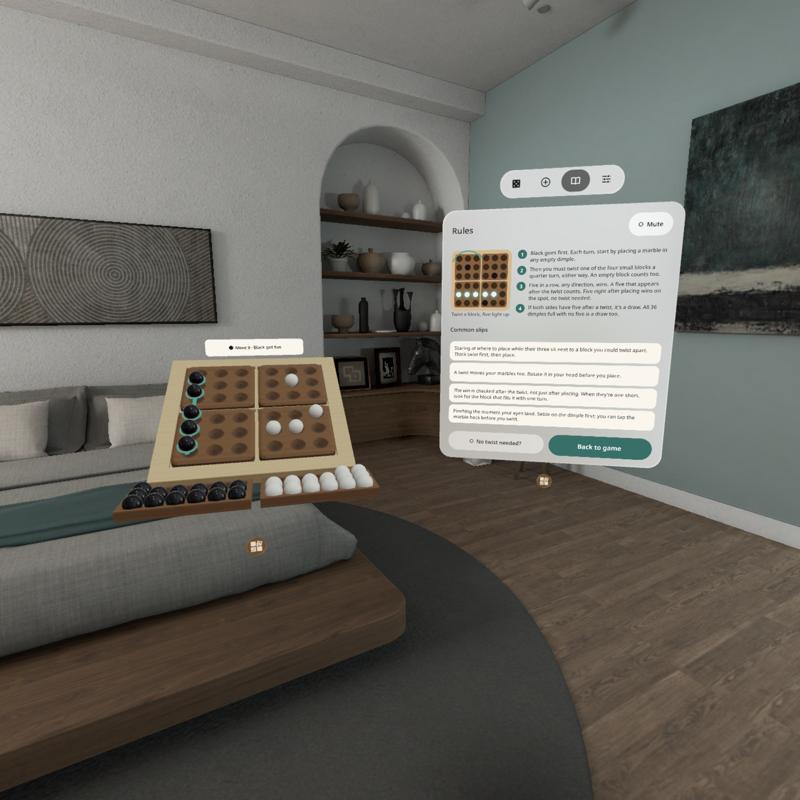 Mute
Rules
1 Black goes first. Each turn, start by placing a marble in
any empty dimple.
2 Then you must twist one of the four small blocks a
quarter turn, either way. An empty block counts too.
3 Five in a row, any direction, wins. A five that appears
after the twist counts. Five right after placing wins on
the spot, no twist needed.
4 If both sides have five after a twist, it's a draw. All 36
dimples full with no five is a draw too.
Twist a block, five light up
Common slips
Staring at where to place while their three sit next to a block you could twist apart.
Think twist first, then place.
A twist moves your marbles too. Rotate it in your head before you place.
The win is checked after the twist, not just after placing. When they're one short,
look for the block that fits it with one turn.
the moment your eyes land. Settle on the dimple first; you can tap the
marble back before you twist.
No twist needed?
Back to game
Move 9 · Black got five